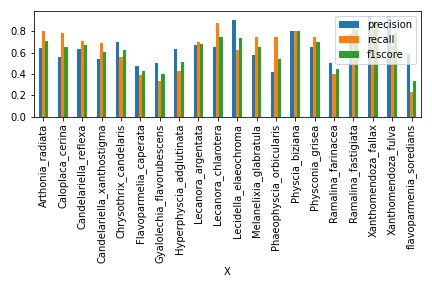 precision
recall
f1score
0.8
0.6
0.4
0.2
0.0
Arthonia_radiata
Caloplaca_cerina
Candelariella_reflexa
Candelariella_xanthostigma
Chrysothrix_candelaris
Flavoparmelia_caperata
Gyalolechia_flavorubescens
Hyperphyscia_adglutinata
Lecanora_argentata
Lecanora_chlarotera
Lecidella_elaeochroma
Melanelixia_glabratula
Phaeophyscia_orbicularis
Physcia_biziana
Physconia_grisea
Ramalina_farinacea
Ramalina_fastigiata
Xanthomendoza_fallax
Xanthomendoza_fulva
flavoparmenia_soredians
X